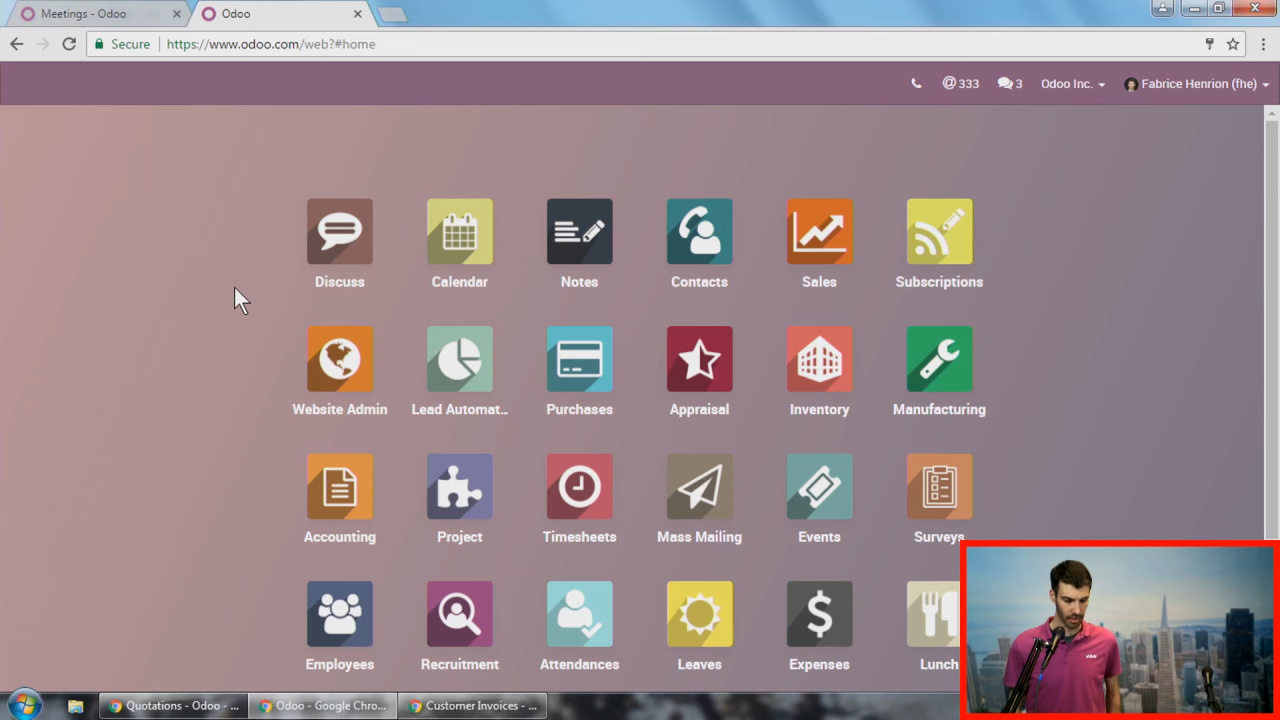 Meetings - Odoo
Odoo
Secure
https://www.odoo.com/web?#home
@ 333
3
Odoo Inc.
Fabrice Henrion (fhe)
Discuss
Calendar
Notes
Contacts
Sales
Subscriptions
Website Admin
Lead Automat...
Purchases
Appraisal
Inventory
Manufacturing
Accounting
Project
Timesheets
Mass Mailing
Events
Surveys
Employees
Recruitment
Attendances
Leaves
Expenses
Lunch
Quotations - Odoo - ...
Odoo - Google Chro...
Customer Invoices - ...
odoo